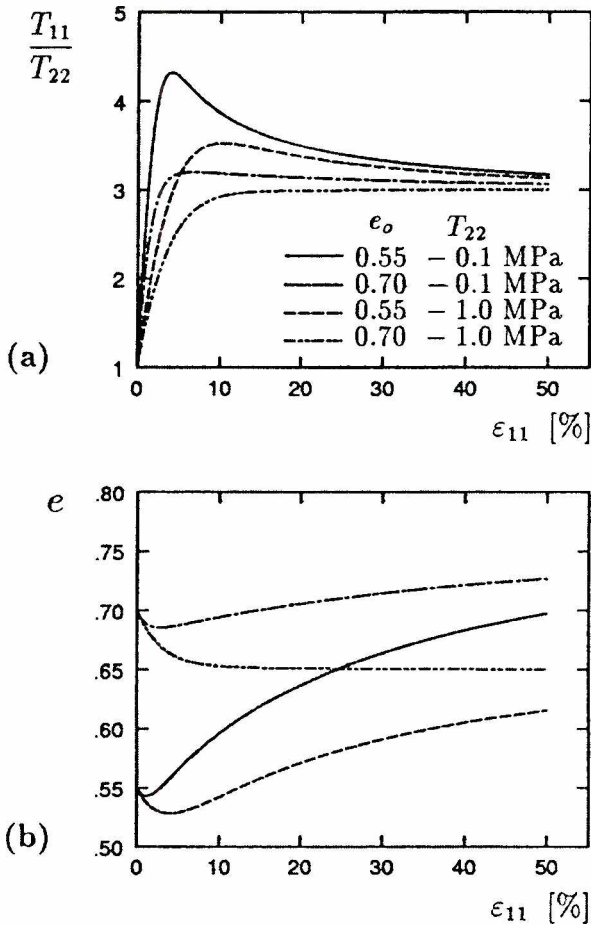 T₁₁
T₂₂
5
4
3
2
1
e_o T₂₂
0.55 − 0.1 MPa
0.70 − 0.1 MPa
0.55 − 1.0 MPa
0.70 − 1.0 MPa
(a)
0 10 20 30 40 50
ε₁₁ [%]
e
.80
.75
.70
.65
.60
.55
.50
(b)
0 10 20 30 40 50
ε₁₁ [%]